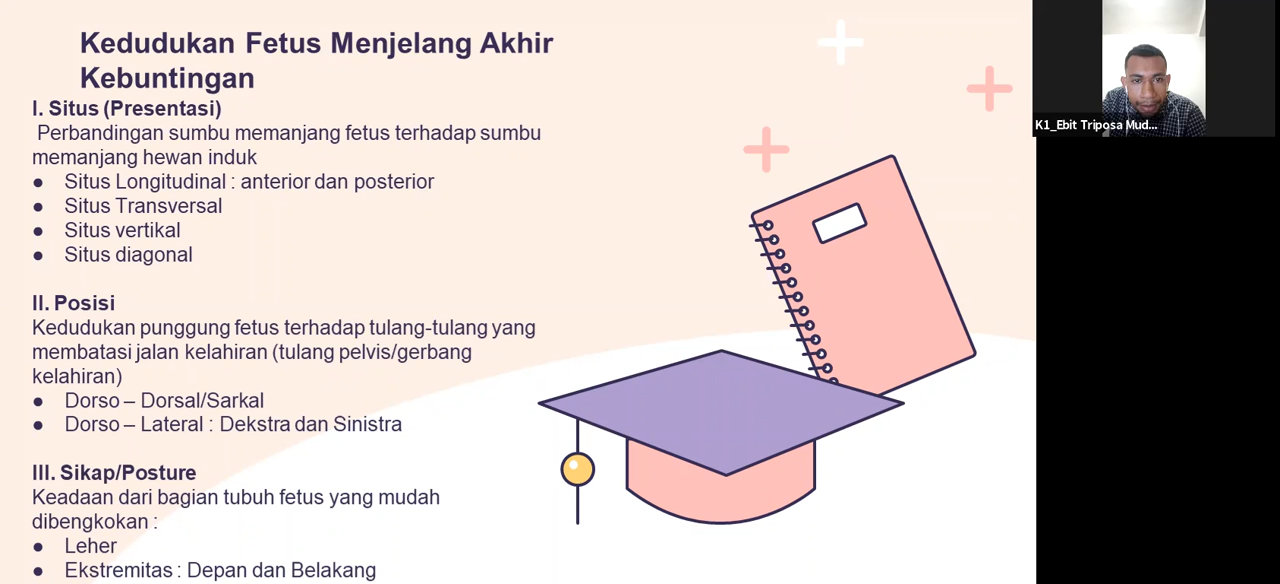 Kedudukan Fetus Menjelang Akhir
Kebuntingan
I. Situs (Presentasi)
Perbandingan sumbu memanjang fetus terhadap sumbu
memanjang hewan induk
● Situs Longitudinal : anterior dan posterior
● Situs Transversal
● Situs vertikal
● Situs diagonal
II. Posisi
Kedudukan punggung fetus terhadap tulang-tulang yang
membatasi jalan kelahiran (tulang pelvis/gerbang
kelahiran)
● Dorso – Dorsal/Sarkal
● Dorso – Lateral : Dekstra dan Sinistra
III. Sikap/Posture
Keadaan dari bagian tubuh fetus yang mudah
dibengkokan :
● Leher
● Ekstremitas : Depan dan Belakang
K1_Ebit Triposa Mud...